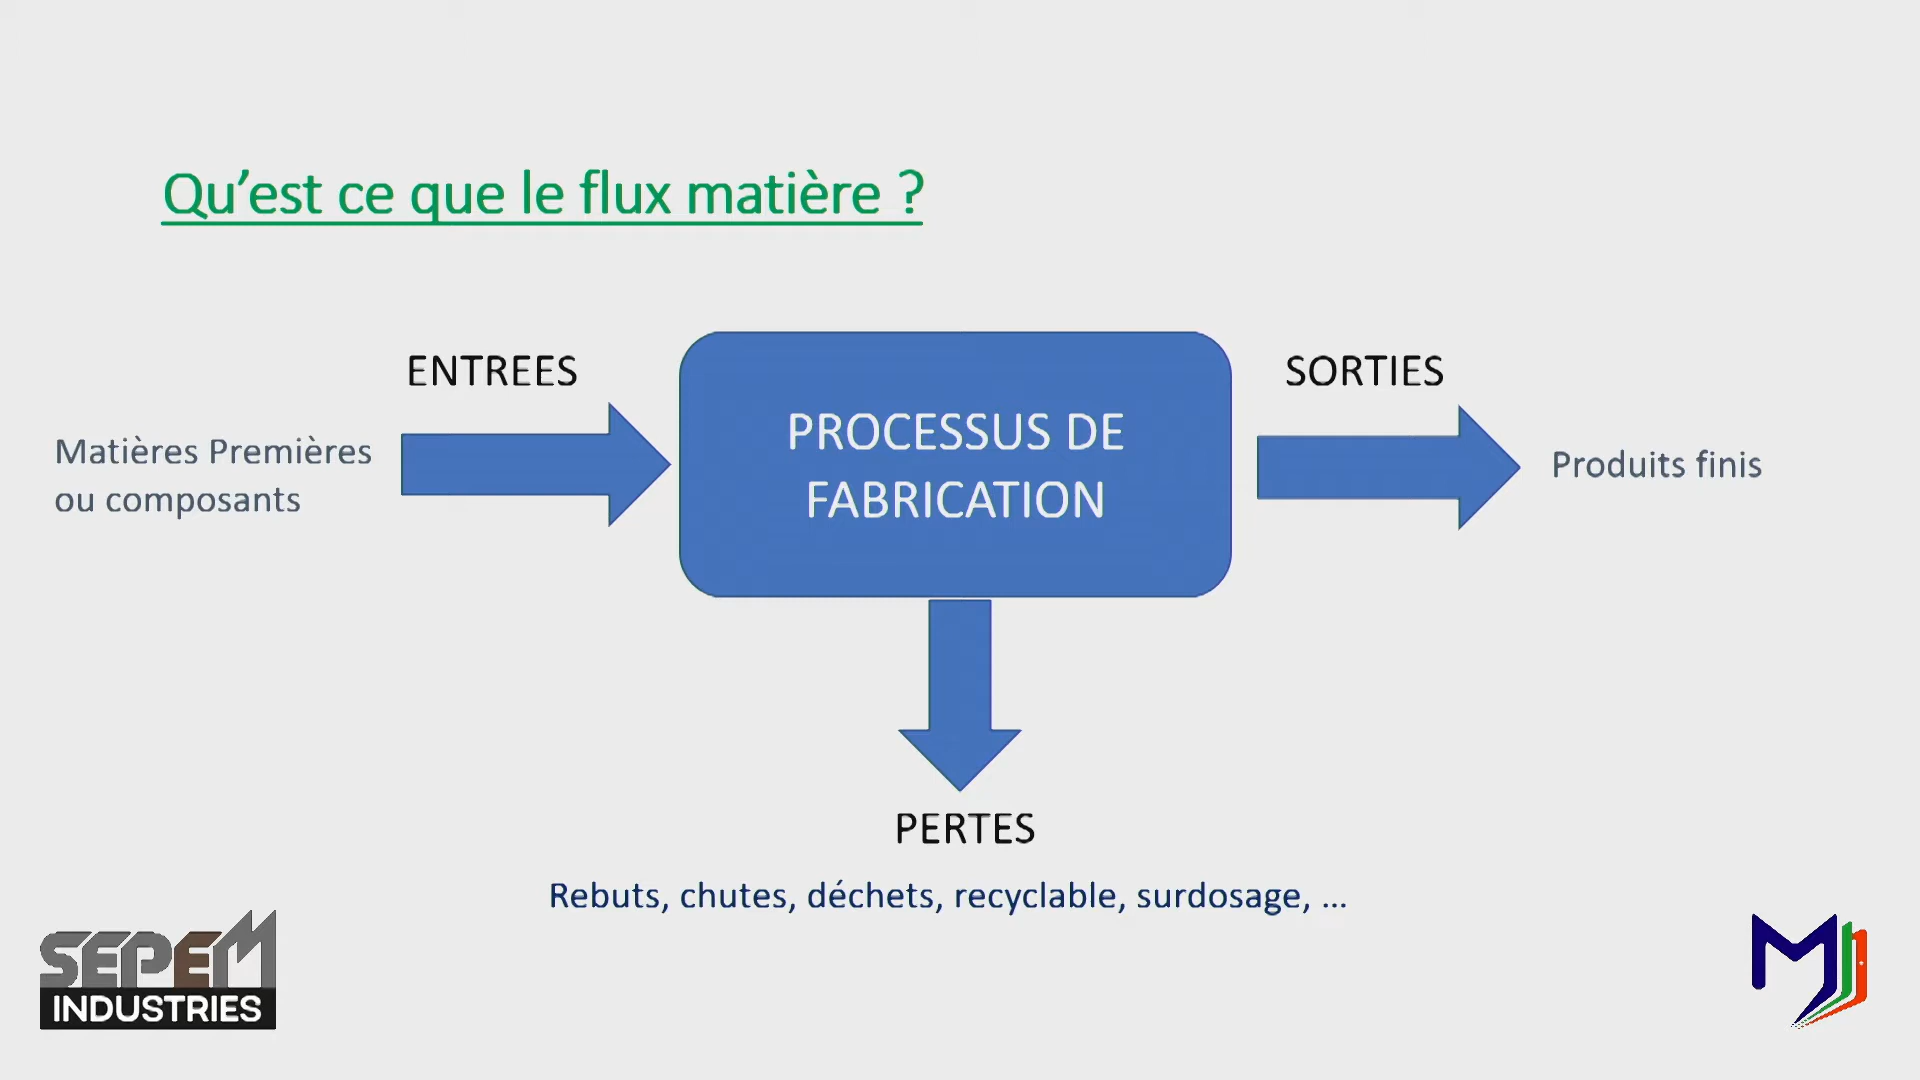 Qu’est ce que le flux matière ?
ENTREES
SORTIES
Matières Premières
ou composants
PROCESSUS DE
FABRICATION
Produits finis
PERTES
Rebuts, chutes, déchets, recyclable, surdosage, ...
SEPEM
INDUSTRIES
MJ